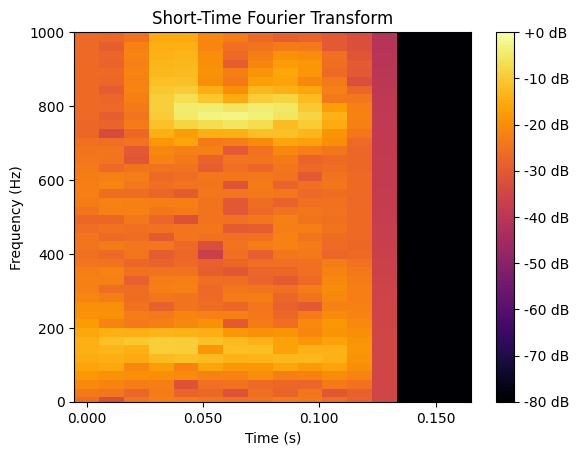 Short-Time Fourier Transform
1000
800
600
400
200
0
Frequency (Hz)
0.000
0.050
0.100
0.150
Time (s)
+0 dB
-10 dB
-20 dB
-30 dB
-40 dB
-50 dB
-60 dB
-70 dB
-80 dB